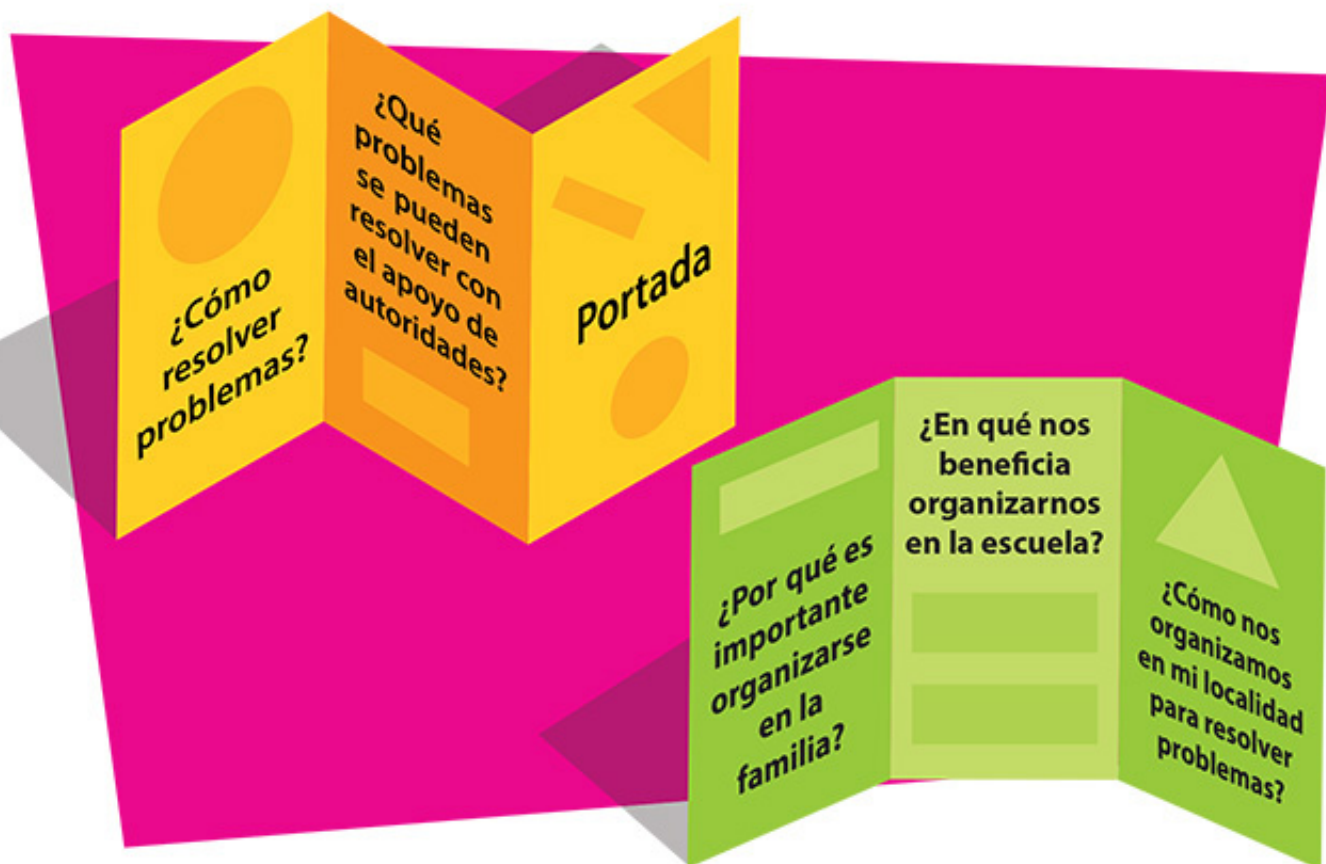 ¿Cómo
resolver
problemas?
¿Qué
problemas
se pueden
resolver con
el apoyo de
autoridades?
Portada
¿Por qué es
importante
organizarse
en la
familia?
¿En qué nos
beneficia
organizarnos
en la escuela?
¿Cómo nos
organizamos
en mi localidad
para resolver
problemas?